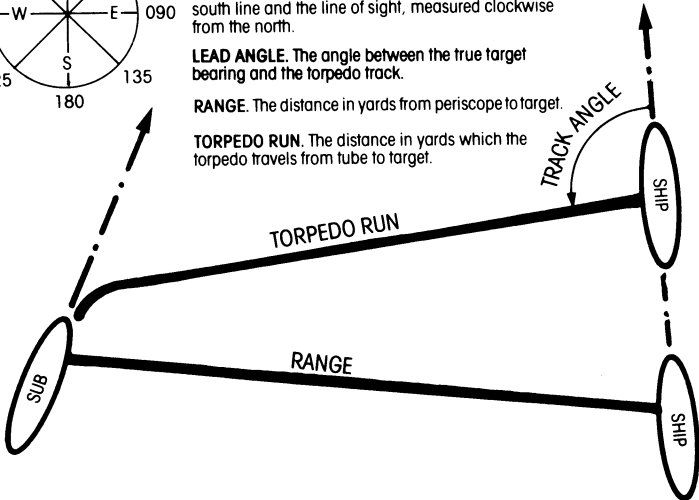 W
E
090
S
135
180
south line and the line of sight, measured clockwise
from the north.
LEAD ANGLE. The angle between the true target
bearing and the torpedo track.
RANGE. The distance in yards from periscope to target.
TORPEDO RUN. The distance in yards which the
torpedo travels from tube to target.
TRACK ANGLE
SHIP
TORPEDO RUN
RANGE
SUB
SHIP